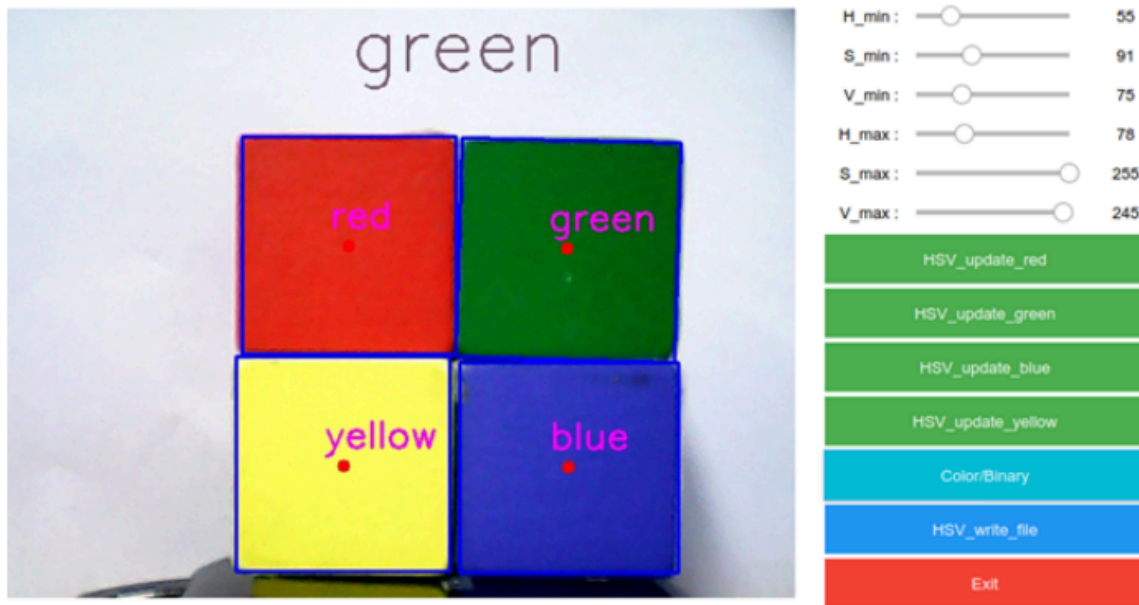 green
red
green
yellow
blue
H_min : 55
S_min : 91
V_min : 75
H_max : 78
S_max : 255
V_max : 245
HSV_update_red
HSV_update_green
HSV_update_blue
HSV_update_yellow
Color/Binary
HSV_write_file
Exit